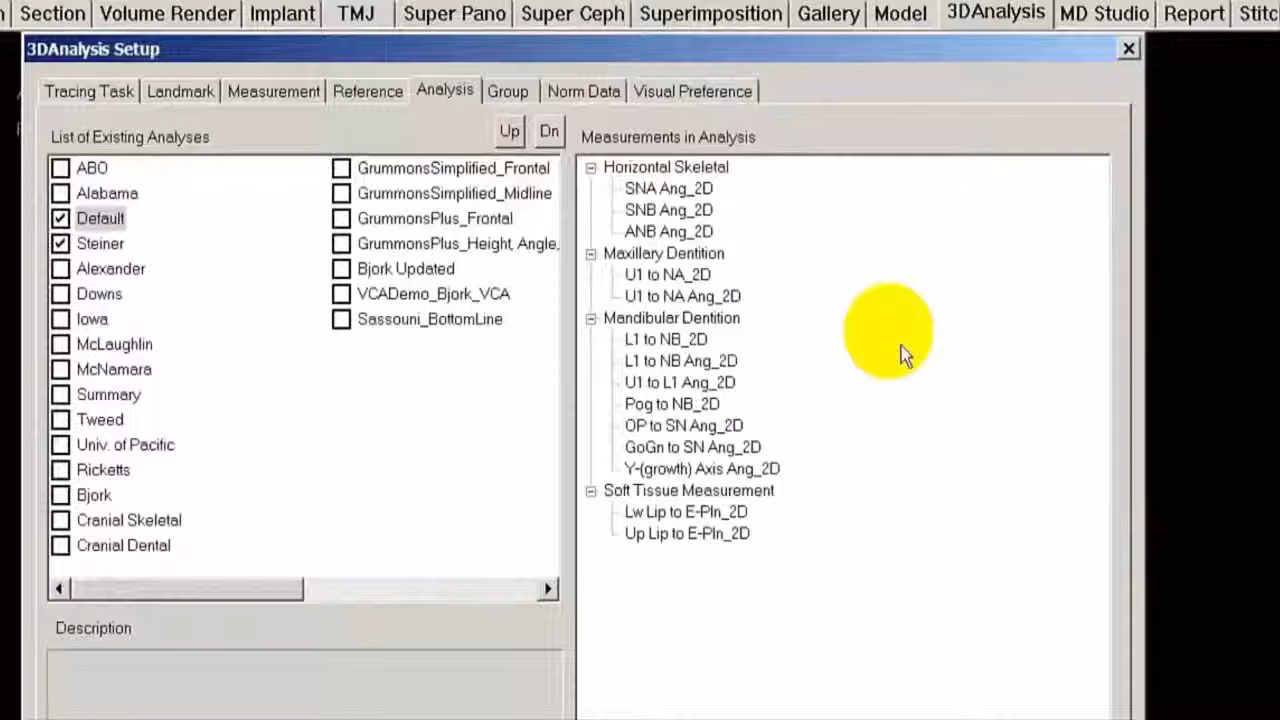 Section Volume Render Implant TMJ Super Pano Super Ceph Superimposition Gallery Model 3DAnalysis MD Studio Report
3DAnalysis Setup
Tracing Task Landmark Measurement Reference Analysis Group Norm Data Visual Preference
List of Existing Analyses Up Dn Measurements in Analysis
ABO
Alabama
Default
Steiner
Alexander
Downs
Iowa
McLaughlin
McNamara
Summary
Tweed
Univ. of Pacific
Ricketts
Bjork
Cranial Skeletal
Cranial Dental
GrummonsSimplified_Frontal
GrummonsSimplified_Midline
GrummonsPlus_Frontal
GrummonsPlus_Height, Angle,
Bjork Updated
VCADemo_Bjork_VCA
Sassouni_BottomLine
Horizontal Skeletal
SNA Ang_2D
SNB Ang_2D
ANB Ang_2D
Maxillary Dentition
U1 to NA_2D
U1 to NA Ang_2D
Mandibular Dentition
L1 to NB_2D
L1 to NB Ang_2D
U1 to L1 Ang_2D
Pog to NB_2D
OP to SN Ang_2D
GoGn to SN Ang_2D
Y-(growth) Axis Ang_2D
Soft Tissue Measurement
Lw Lip to E-Pln_2D
Up Lip to E-Pln_2D
Description